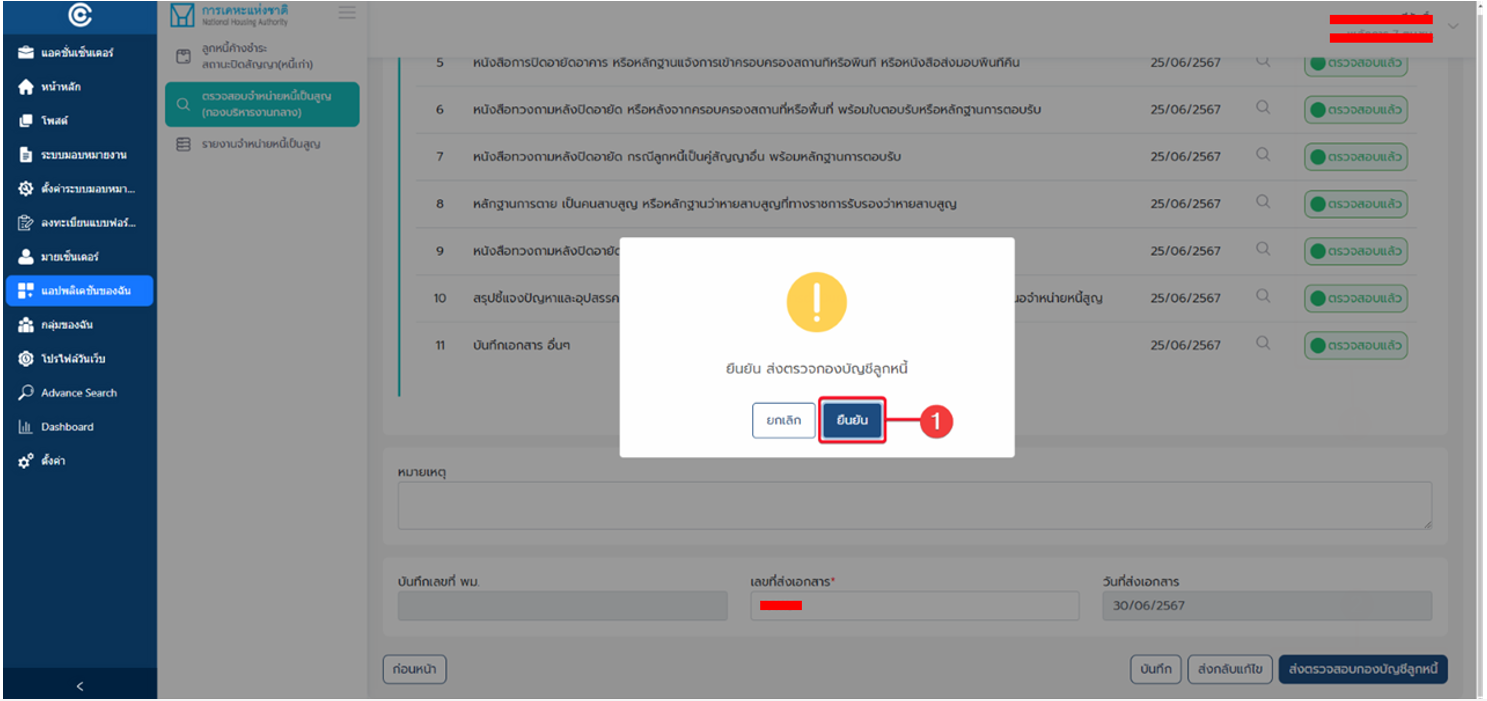 การเคหะแห่งชาติ
National Housing Authority
แอคชั่นเซ็นเตอร์
หน้าหลัก
โพสต์
ระบบมอบหมายงาน
ตั้งค่าระบบมอบหมา...
ลงทะเบียนแบบฟอร์...
มายเซ็นเตอร์
แอปพลิเคชันของฉัน
กลุ่มของฉัน
โปรไฟล์วันเว็บ
Advance Search
Dashboard
ตั้งค่า
<
ลูกหนี้ค้างชำระ
สถานะปิดสัญญา(หนี้เก่า)
ตรวจสอบจำหน่ายหนี้เป็นสูญ
(กองบริหารงานกลาง)
รายงานจำหน่ายหนี้เป็นสูญ
5 หนังสือการปิดอายัดอาคาร หรือหลักฐานแจ้งการเข้าครอบครองสถานที่หรือพื้นที่ หรือหนังสือส่งมอบพื้นที่คืน 25/06/2567 ตรวจสอบแล้ว
6 หนังสือทวงถามหลังปิดอายัด หรือหลังจากครอบครองสถานที่หรือพื้นที่ พร้อมใบตอบรับหรือหลักฐานการตอบรับ 25/06/2567 ตรวจสอบแล้ว
7 หนังสือทวงถามหลังปิดอายัด กรณีลูกหนี้เป็นคู่สัญญาอื่น พร้อมหลักฐานการตอบรับ 25/06/2567 ตรวจสอบแล้ว
8 หลักฐานการตาย เป็นคนสาบสูญ หรือหลักฐานว่าหายสาบสูญที่ทางราชการรับรองว่าหายสาบสูญ 25/06/2567 ตรวจสอบแล้ว
9 หนังสือทวงถามหลังปิดอายัด 25/06/2567 ตรวจสอบแล้ว
10 สรุปชี้แจงปัญหาและอุปสรรค นอจำหน่ายหนี้สูญ 25/06/2567 ตรวจสอบแล้ว
11 บันทึกเอกสาร อื่นๆ 25/06/2567 ตรวจสอบแล้ว
ยืนยัน ส่งตรวจกองบัญชีลูกหนี้
ยกเลิก ยืนยัน 1
หมายเหตุ
บันทึกเลขที่ พม. เลขที่ส่งเอกสาร* วันที่ส่งเอกสาร
30/06/2567
ก่อนหน้า บันทึก ส่งกลับแก้ไข ส่งตรวจสอบกองบัญชีลูกหนี้